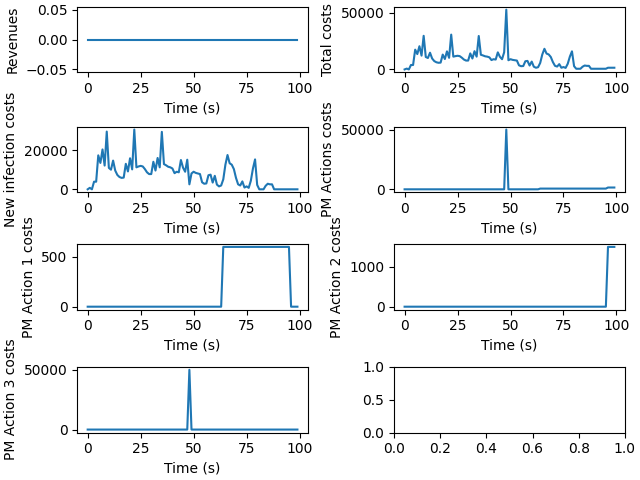 Revenues
0.05
0.00
−0.05
0 25 50 75 100
Time (s)
Total costs
50000
0
0 25 50 75 100
Time (s)
New infection costs
20000
0
0 25 50 75 100
Time (s)
PM Actions costs
50000
0
0 25 50 75 100
Time (s)
PM Action 1 costs
500
0
0 25 50 75 100
Time (s)
PM Action 2 costs
1000
0
0 25 50 75 100
Time (s)
PM Action 3 costs
50000
0
0 25 50 75 100
Time (s)
1.0
0.5
0.0
0.0 0.2 0.4 0.6 0.8 1.0